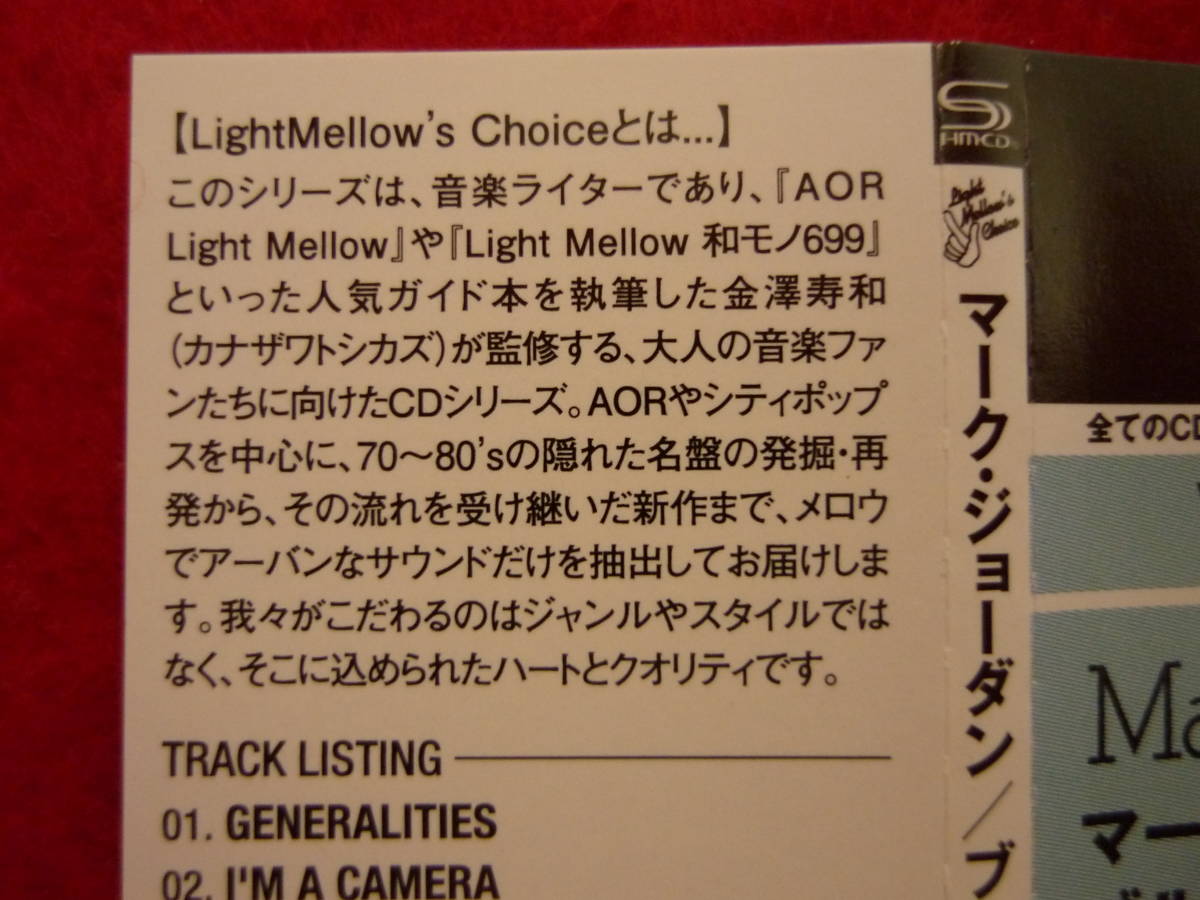 【LightMellow's Choiceとは...】
このシリーズは、音楽ライターであり、『AOR
Light Mellow』や『Light Mellow 和モノ699』
といった人気ガイド本を執筆した金澤寿和
(カナザワトシカズ)が監修する、大人の音楽ファ
ンたちに向けたCDシリーズ。AORやシティポップ
スを中心に、70〜80'sの隠れた名盤の発掘・再
発から、その流れを受け継いだ新作まで、メロウ
でアーバンなサウンドだけを抽出してお届けしま
す。我々がこだわるのはジャンルやスタイルでは
なく、そこに込められたハートとクオリティです。
TRACK LISTING
01. GENERALITIES
02. I'M A CAMERA
SHMCD
Light
Mellow's
Choice
マーク・ジョーダン/ブ
全てのCD
Ma
マー